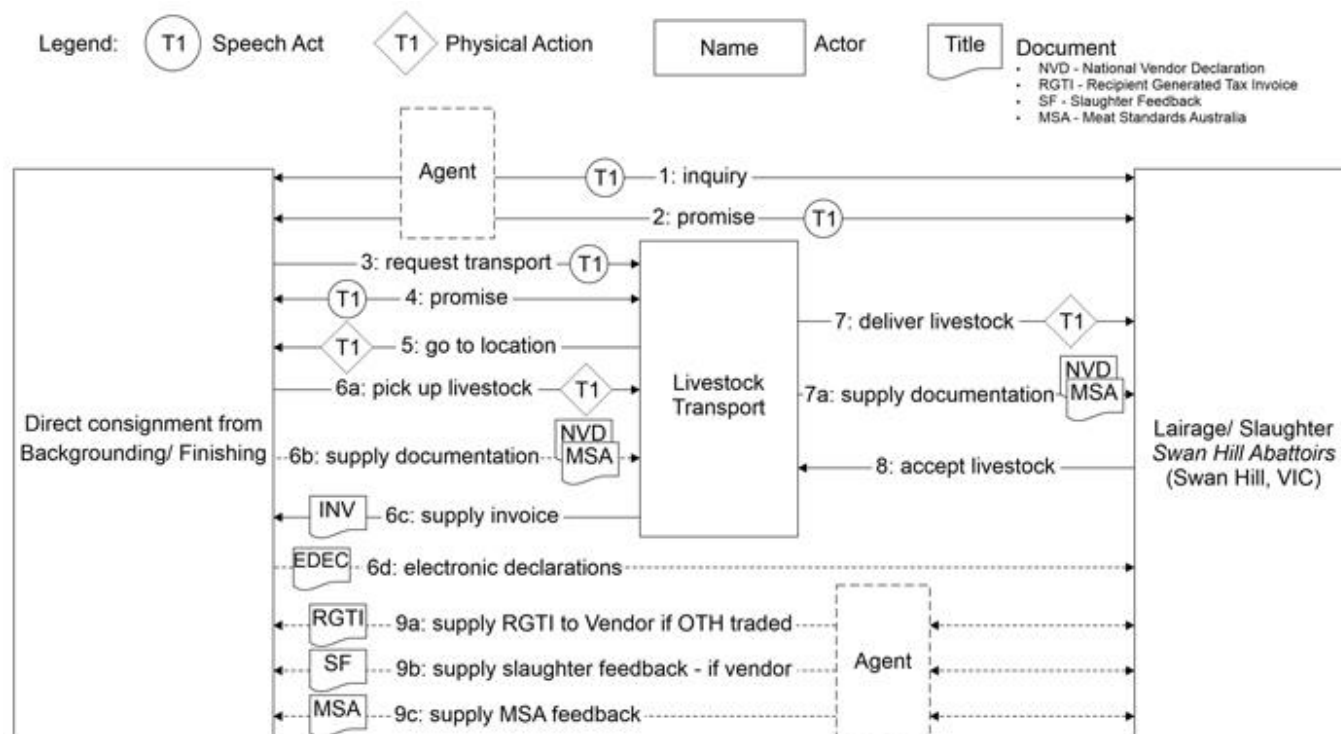 Legend:
T1
Speech Act
T1
Physical Action
Name
Actor
Title
Document
• NVD - National Vendor Declaration
• RGTI - Recipient Generated Tax Invoice
• SF - Slaughter Feedback
• MSA - Meat Standards Australia
Agent
T1
1: inquiry
2: promise
T1
3: request transport
T1
T1
4: promise
T1
5: go to location
6a: pick up livestock
T1
6b: supply documentation
NVD
MSA
INV
6c: supply invoice
EDEC
6d: electronic declarations
Direct consignment from
Backgrounding/ Finishing
Livestock
Transport
7: deliver livestock
T1
7a: supply documentation
NVD
MSA
8: accept livestock
Lairage/ Slaughter
Swan Hill Abattoirs
(Swan Hill, VIC)
RGTI
9a: supply RGTI to Vendor if OTH traded
SF
9b: supply slaughter feedback - if vendor
MSA
9c: supply MSA feedback
Agent